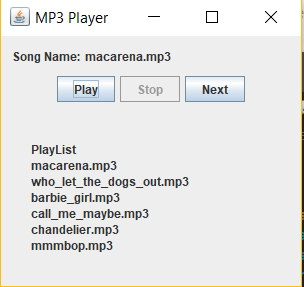 MP3 Player
Song Name: macarena.mp3
Play Stop Next
PlayList
macarena.mp3
who_let_the_dogs_out.mp3
barbie_girl.mp3
call_me_maybe.mp3
chandelier.mp3
mmmbop.mp3